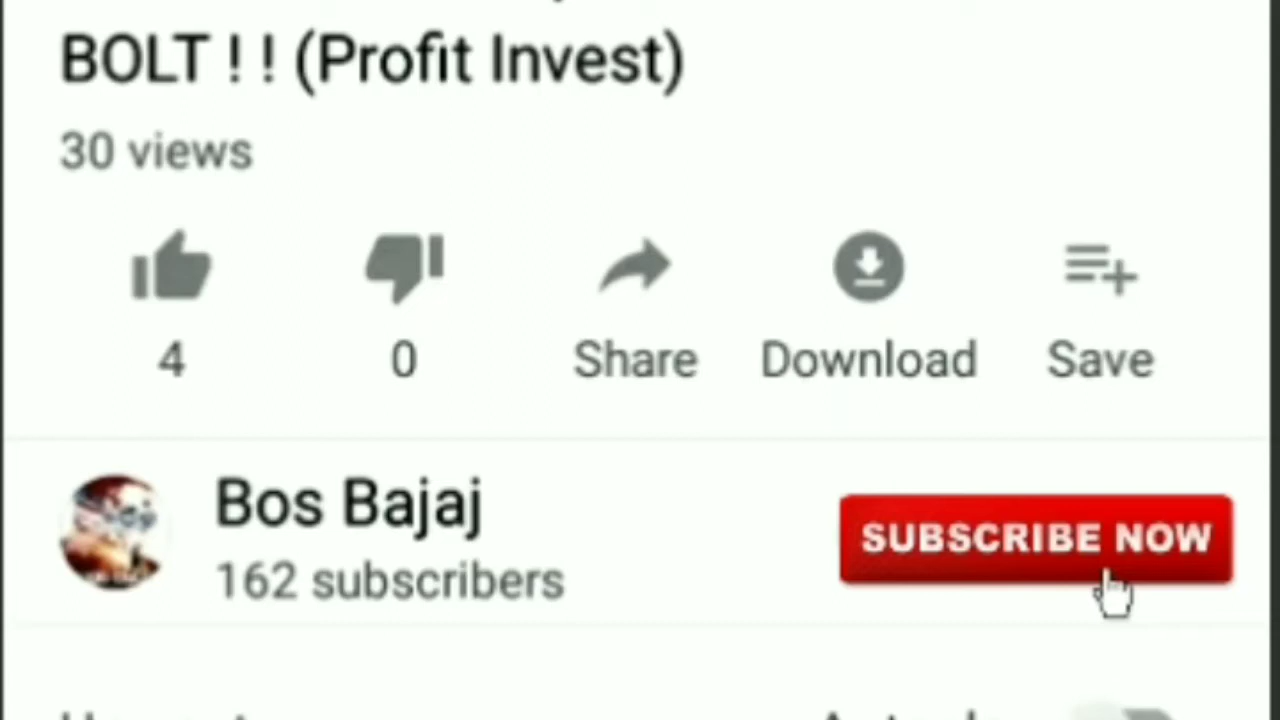 BOLT ! ! (Profit Invest)
30 views
4 0 Share Download Save
Bos Bajaj
SUBSCRIBE NOW
162 subscribers